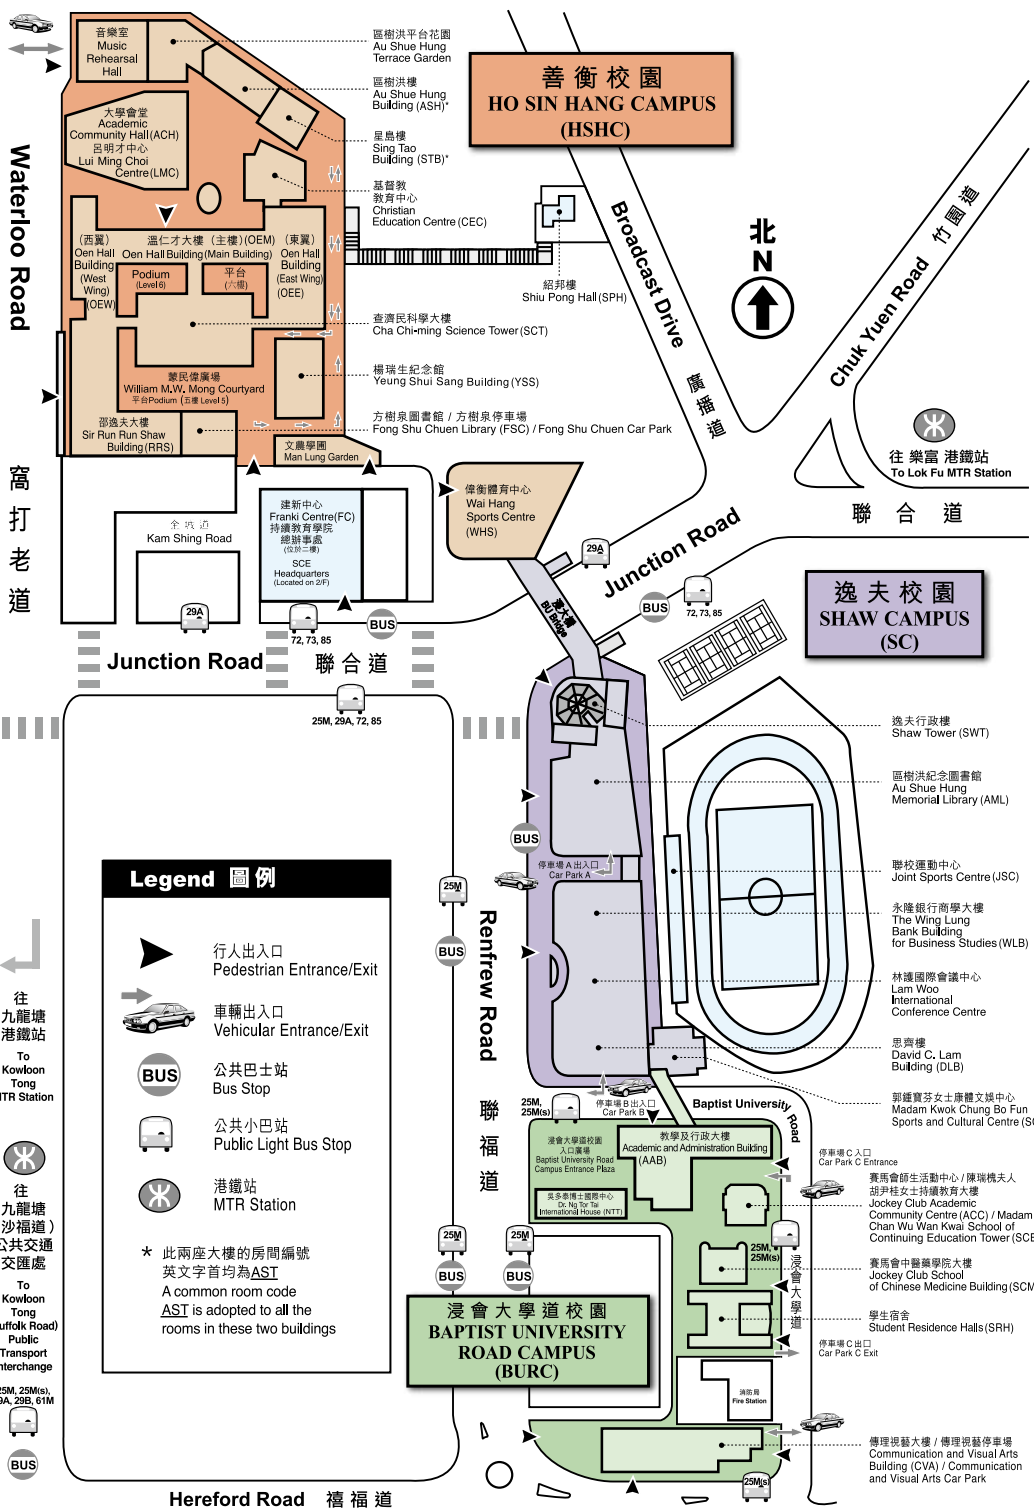 音樂室
Music
Rehearsal
Hall
區樹洪平台花園
Au Shue Hung
Terrace Garden
區樹洪樓
Au Shue Hung
Building (ASH)*
星島樓
Sing Tao
Building (STB)*
基督教
教育中心
Christian
Education Centre (CEC)
大學會堂
Academic
Community Hall (ACH)
呂明才中心
Lui Ming Choi
Centre (LMC)
善衡校園
HO SIN HANG CAMPUS
(HSHC)
Waterloo Road
窩打老道
(西翼)
Oen Hall
Building
(West
Wing)
(OEW)
溫仁才大樓 (主樓) (OEM)
Oen Hall Building (Main Building)
(東翼)
Oen Hall
Building
(East Wing)
(OEE)
Podium
(Level 6)
平台
(六樓)
查濟民科學大樓
Cha Chi-ming Science Tower (SCT)
楊瑞生紀念館
Yeung Shui Sang Building (YSS)
蒙民偉廣場
William M.W. Mong Courtyard
平台Podium (五樓 Level 5)
邵逸夫大樓
Sir Run Run Shaw
Building (RRS)
方樹泉圖書館 / 方樹泉停車場
Fong Shu Chuen Library (FSC) / Fong Shu Chuen Car Park
文農學圃
Man Lung Garden
紹邦樓
Shiu Pong Hall (SPH)
Broadcast Drive 廣播道
北
N
Chuk Yuen Road 竹園道
往 樂富 港鐵站
To Lok Fu MTR Station
聯合道
Junction Road
Kam Shing Road
建新中心
Franki Centre (FC)
持續教育學院
總辦事處
(位於二樓)
SCE
Headquarters
(Located on 2/F)
偉衡體育中心
Wai Hang
Sports Centre
(WHS)
浸大橋
BU Bridge
29A
29A
72, 73, 85
BUS
BUS
72, 73, 85
Junction Road 聯合道
25M, 29A, 72, 85
逸夫校園
SHAW CAMPUS
(SC)
逸夫行政樓
Shaw Tower (SWT)
區樹洪紀念圖書館
Au Shue Hung
Memorial Library (AML)
BUS
停車場 A 出入口
Car Park A
聯校運動中心
Joint Sports Centre (JSC)
永隆銀行商學大樓
The Wing Lung
Bank Building
for Business Studies (WLB)
林護國際會議中心
Lam Woo
International
Conference Centre
思齊樓
David C. Lam
Building (DLB)
郭鍾寶芬女士康體文娛中心
Madam Kwok Chung Bo Fun
Sports and Cultural Centre (SC
25M
BUS
Renfrew Road 聯福道
Legend 圖例
行人出入口
Pedestrian Entrance/Exit
車輛出入口
Vehicular Entrance/Exit
BUS
公共巴士站
Bus Stop
公共小巴站
Public Light Bus Stop
港鐵站
MTR Station
* 此兩座大樓的房間編號
英文字首均為AST
A common room code
AST is adopted to all the
rooms in these two buildings
往
九龍塘
港鐵站
To
Kowloon
Tong
MTR Station
往
九龍塘
沙福道)
公共交通
交匯處
To
Kowloon
Tong
uffolk Road)
Public
Transport
nterchange
25M, 25M(s),
9A, 29B, 61M
BUS
25M,
25M(s)
停車場 B 出入口
Car Park B
Baptist University Road
浸會大學道
浸會大學道校園
入口廣場
Baptist University Road
Campus Entrance Plaza
教學及行政大樓
Academic and Administration Building
(AAB)
吳多泰博士國際中心
Dr. Ng Tor Tai
International House (NTT)
停車場 C 入口
Car Park C Entrance
賽馬會師生活動中心 / 陳瑞槐夫人
胡尹桂女士持續教育大樓
Jockey Club Academic
Community Centre (ACC) / Madam
Chan Wu Wan Kwai School of
Continuing Education Tower (SCE
25M,
25M(s)
賽馬會中醫藥學院大樓
Jockey Club School
of Chinese Medicine Building (SCM
學生宿舍
Student Residence Halls (SRH)
停車場 C 出口
Car Park C Exit
25M
BUS
25M
BUS
浸會大學道校園
BAPTIST UNIVERSITY
ROAD CAMPUS
(BURC)
消防局
Fire Station
傳理視藝大樓 / 傳理視藝停車場
Communication and Visual Arts
Building (CVA) / Communication
and Visual Arts Car Park
25M(s)
Hereford Road 禧福道